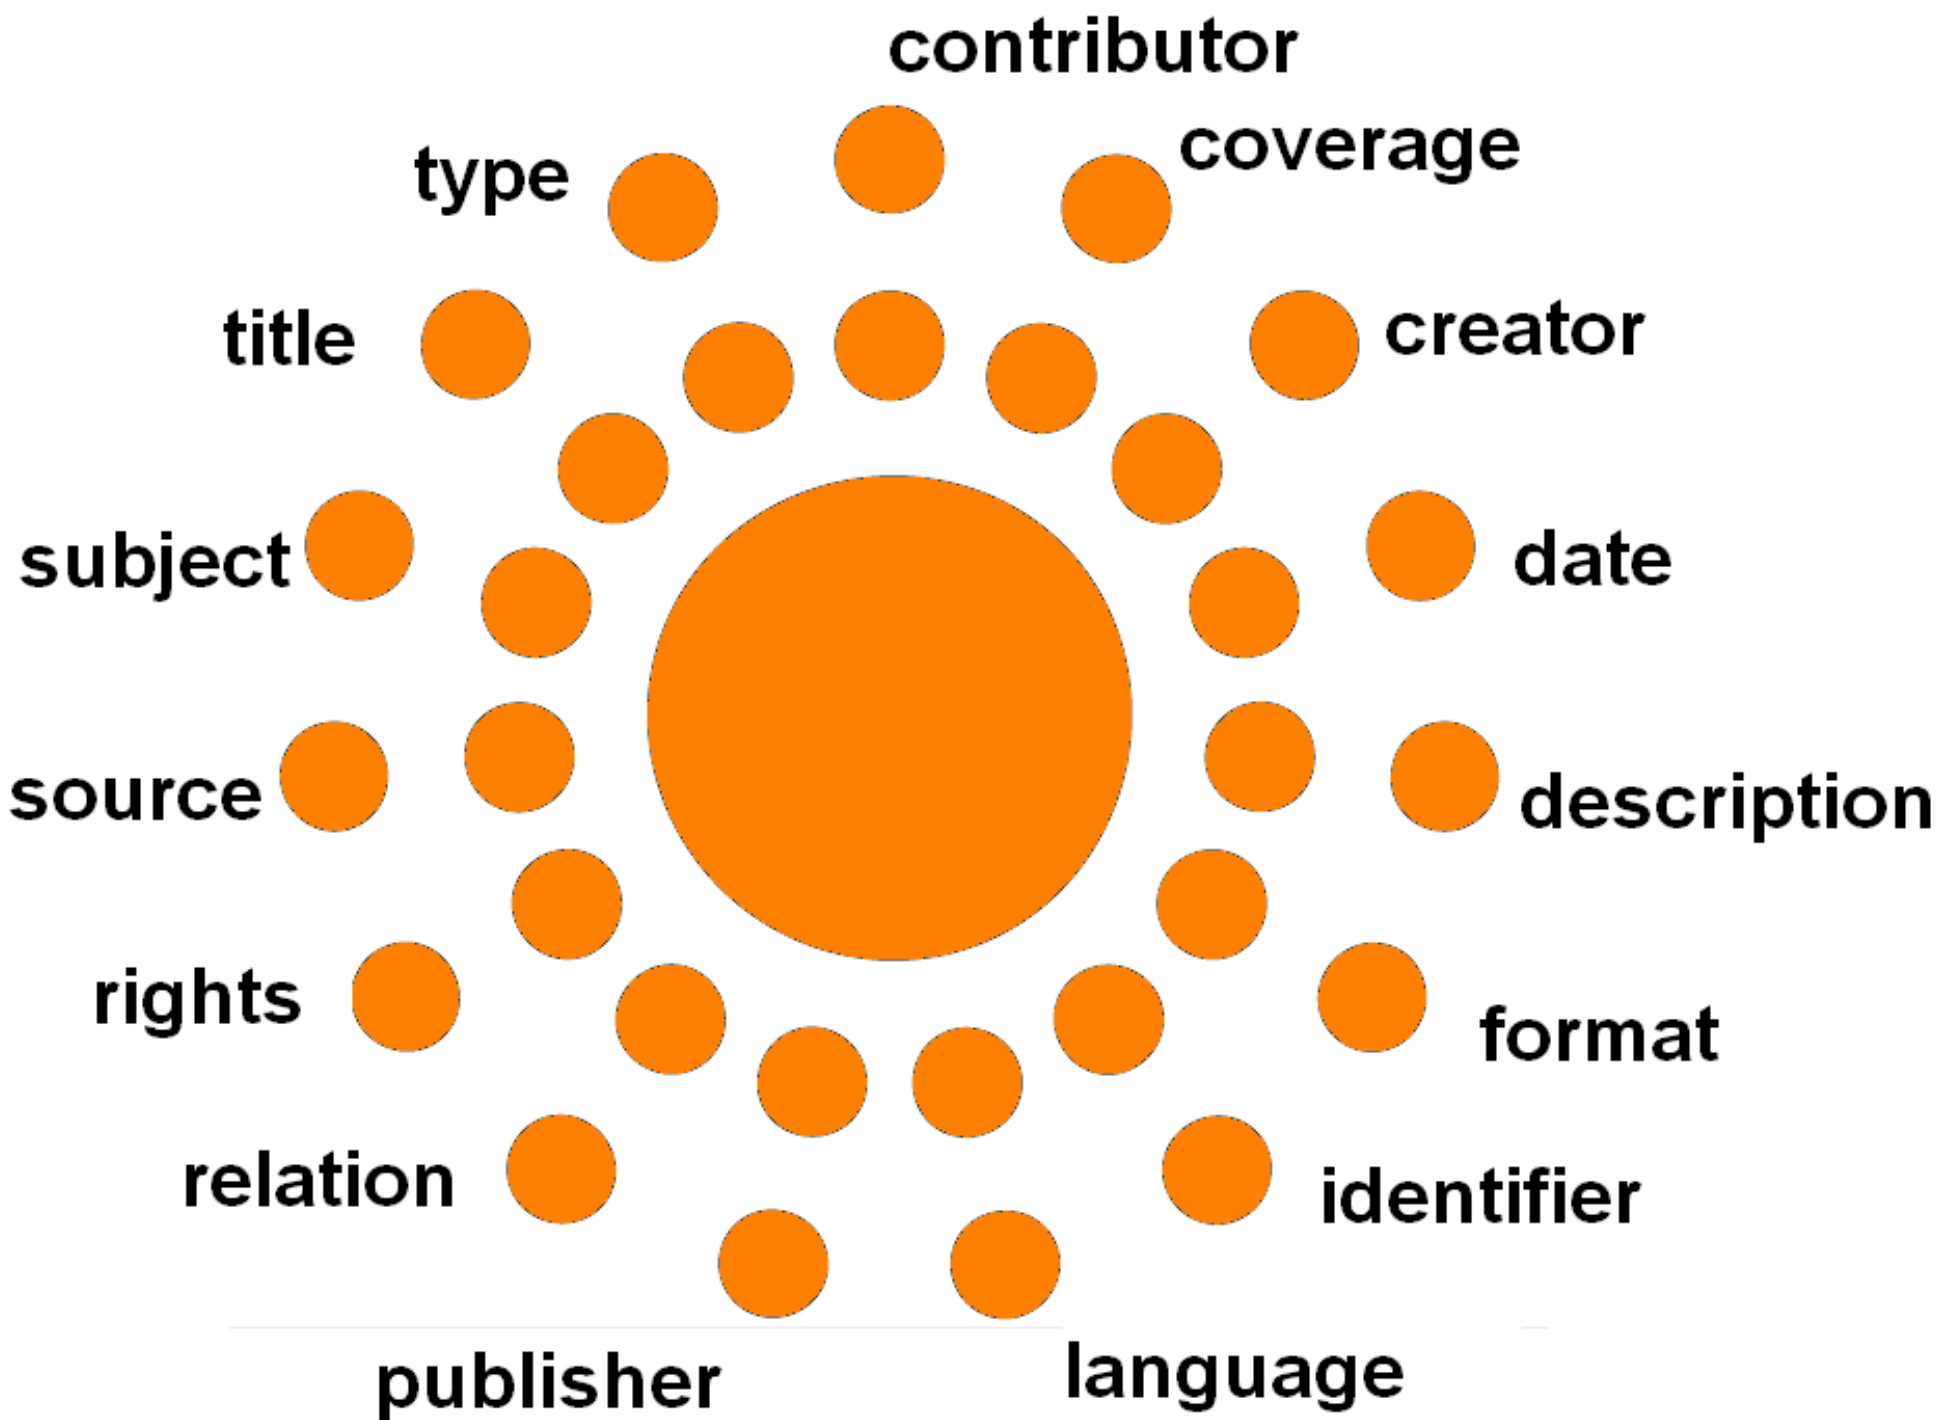 contributor
coverage
type
creator
title
subject
date
source
description
rights
format
relation
identifier
publisher
language